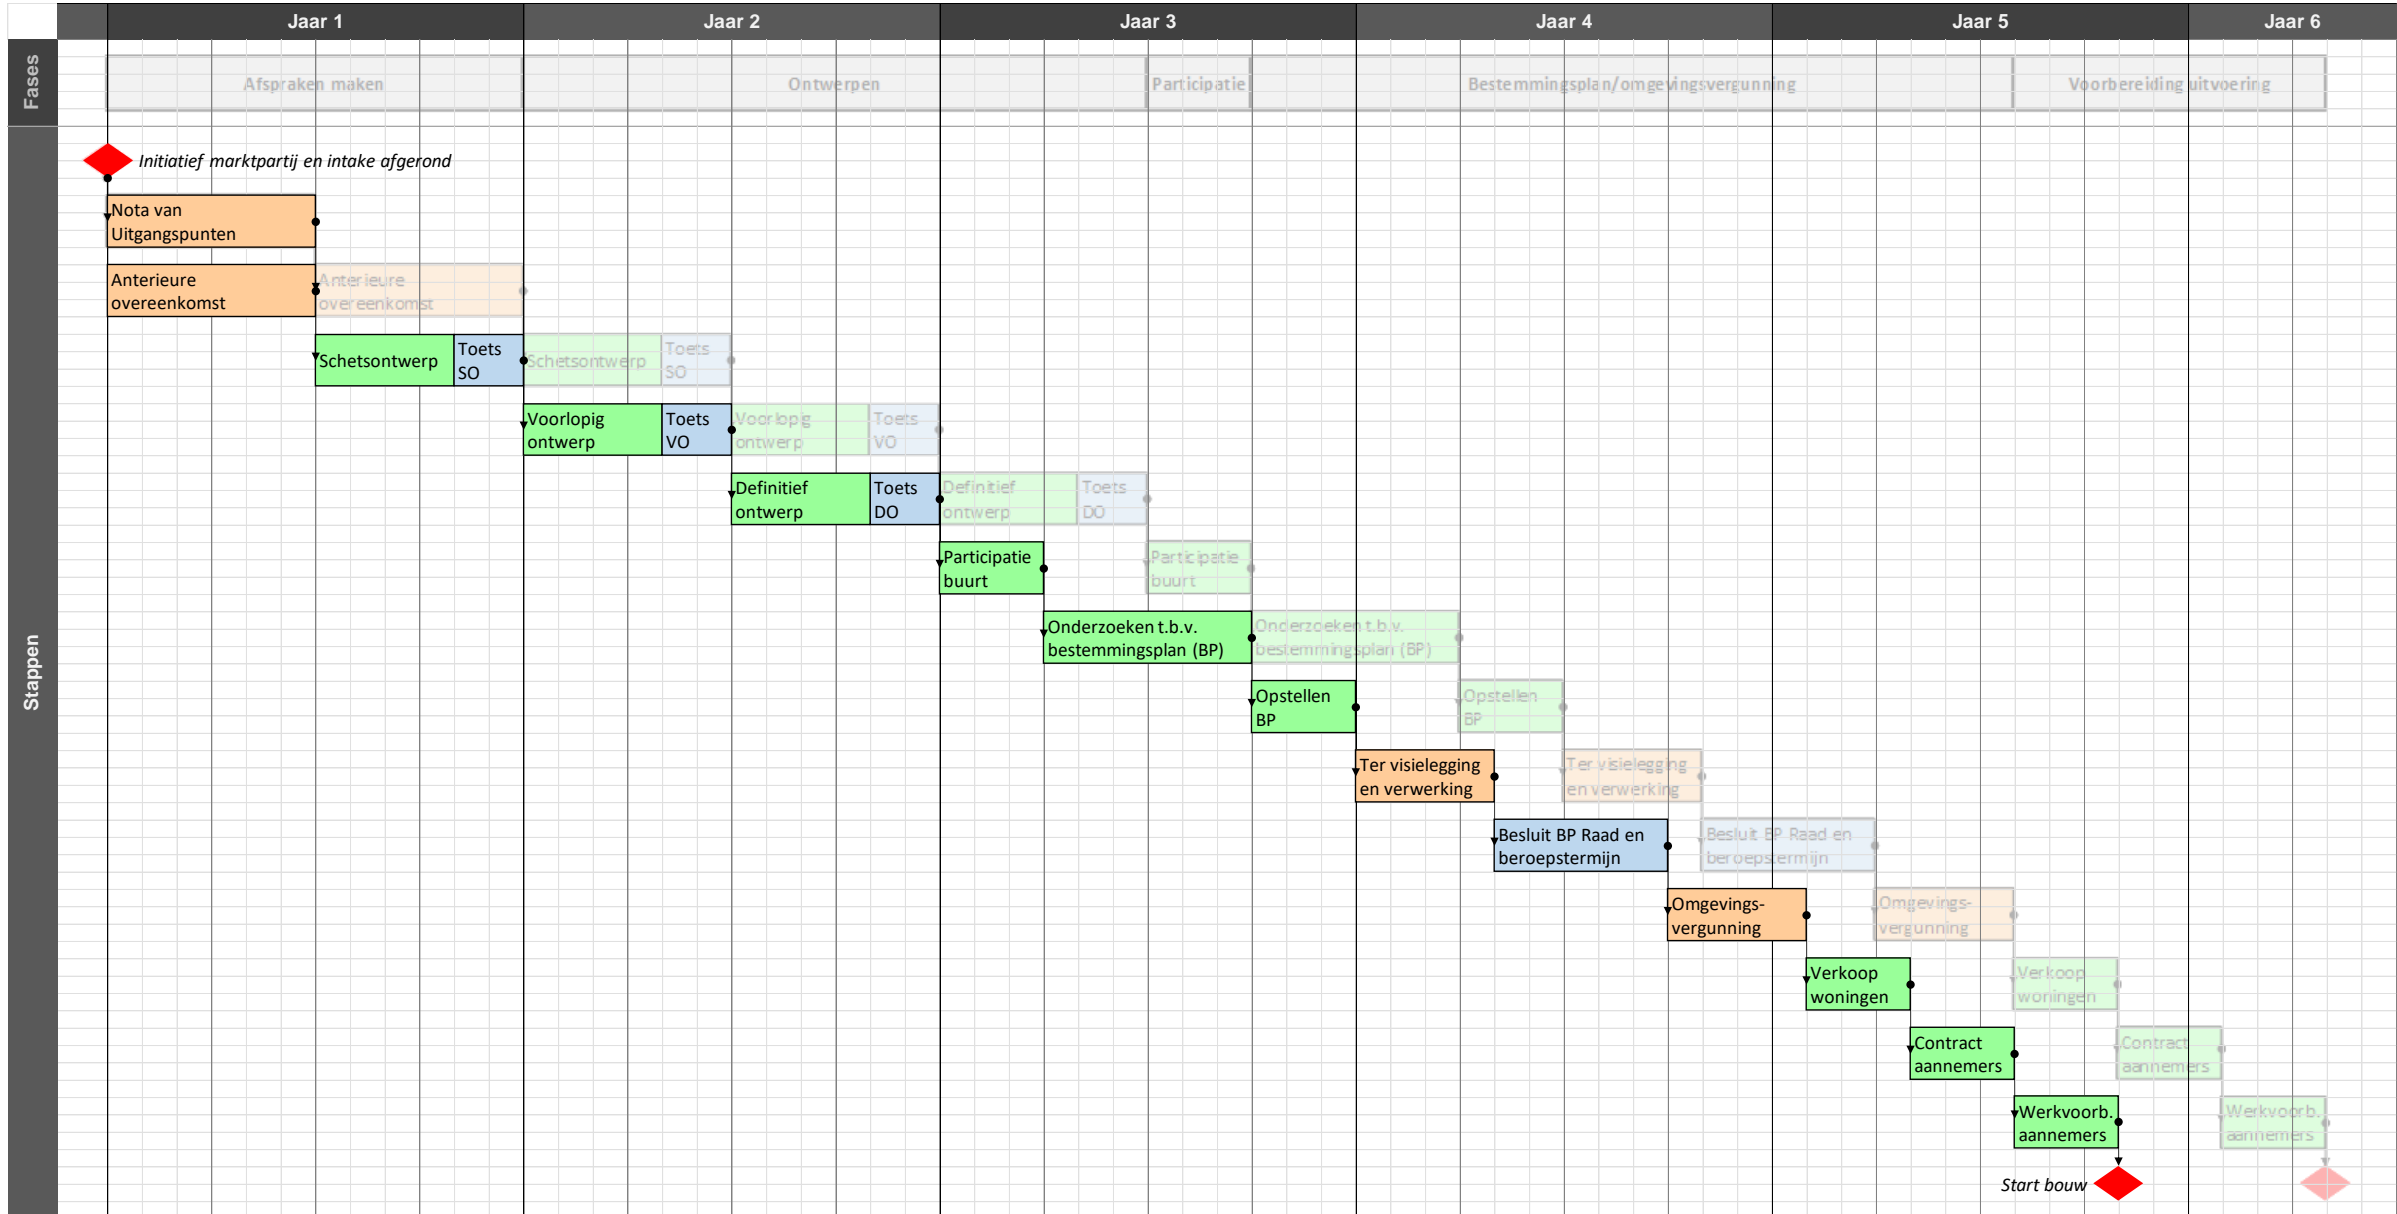 Jaar 1 Jaar 2 Jaar 3 Jaar 4 Jaar 5 Jaar 6
Fases
Afspraken maken Ontwerpen Participatie Bestemmingsplan/omgevingsvergunning Voorbereiding uitvoering
Stappen
Initiatief marktpartij en intake afgerond
Nota van
Uitgangspunten
Anterieure
overeenkomst
Anterieure
overeenkomst
Schetsontwerp
Toets
SO
Schetsontwerp
Toets
SO
Voorlopig
ontwerp
Toets
VO
Voorlopig
ontwerp
Toets
VO
Definitief
ontwerp
Toets
DO
Definitief
ontwerp
Toets
DO
Participatie
buurt
Participatie
buurt
Onderzoeken t.b.v.
bestemmingsplan (BP)
Onderzoeken t.b.v.
bestemmingsplan (BP)
Opstellen
BP
Opstellen
BP
Ter visielegging
en verwerking
Ter visielegging
en verwerking
Besluit BP Raad en
beroepstermijn
Besluit BP Raad en
beroepstermijn
Omgevings-
vergunning
Omgevings-
vergunning
Verkoop
woningen
Verkoop
woningen
Contract
aannemers
Contract
aannemers
Werkvoorb.
aannemers
Werkvoorb.
aannemers
Start bouw